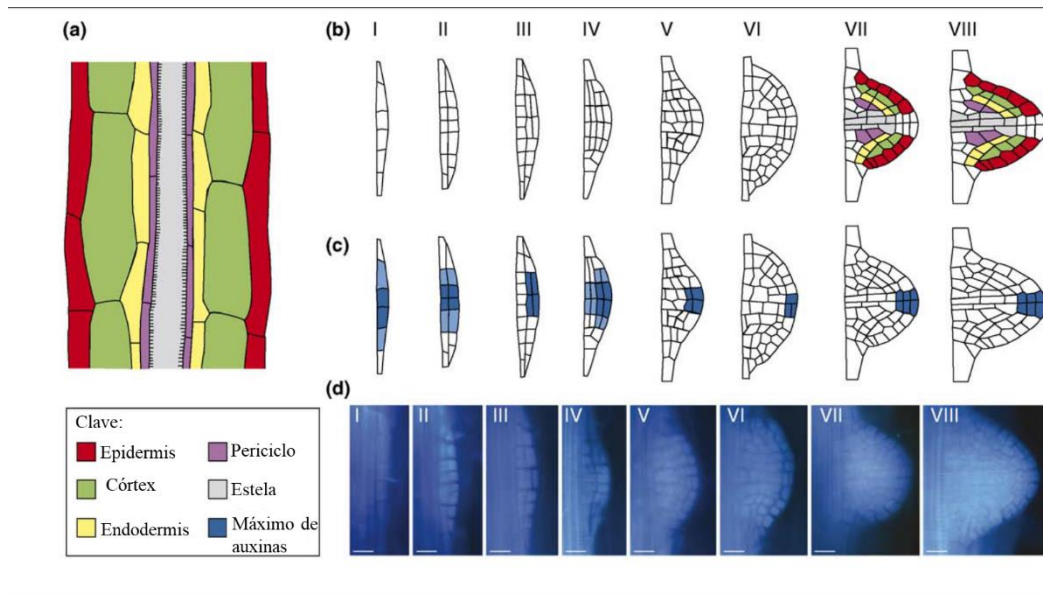 (a)
(b) I II III IV V VI VII VIII
(c)
(d) I II III IV V VI VII VIII
Clave:
Epidermis Periciclo
Córtex Estela
Endodermis Máximo de
auxinas